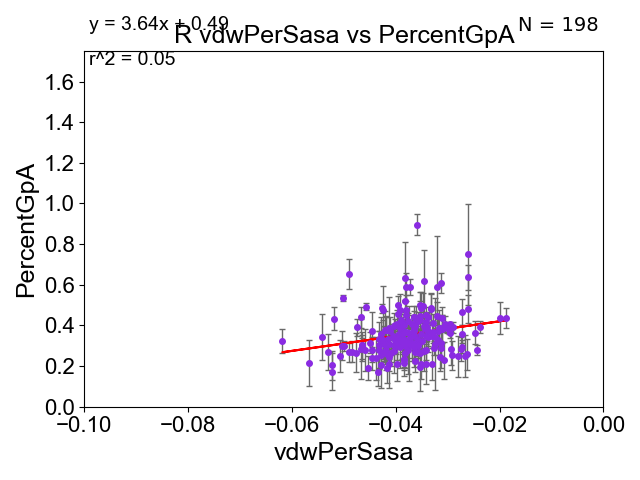 y = 3.64x + 0.49
N = 198
R vdwPerSasa vs PercentGpA
r^2 = 0.05
PercentGpA
1.6
1.4
1.2
1.0
0.8
0.6
0.4
0.2
0.0
−0.10 −0.08 −0.06 −0.04 −0.02 0.00
vdwPerSasa